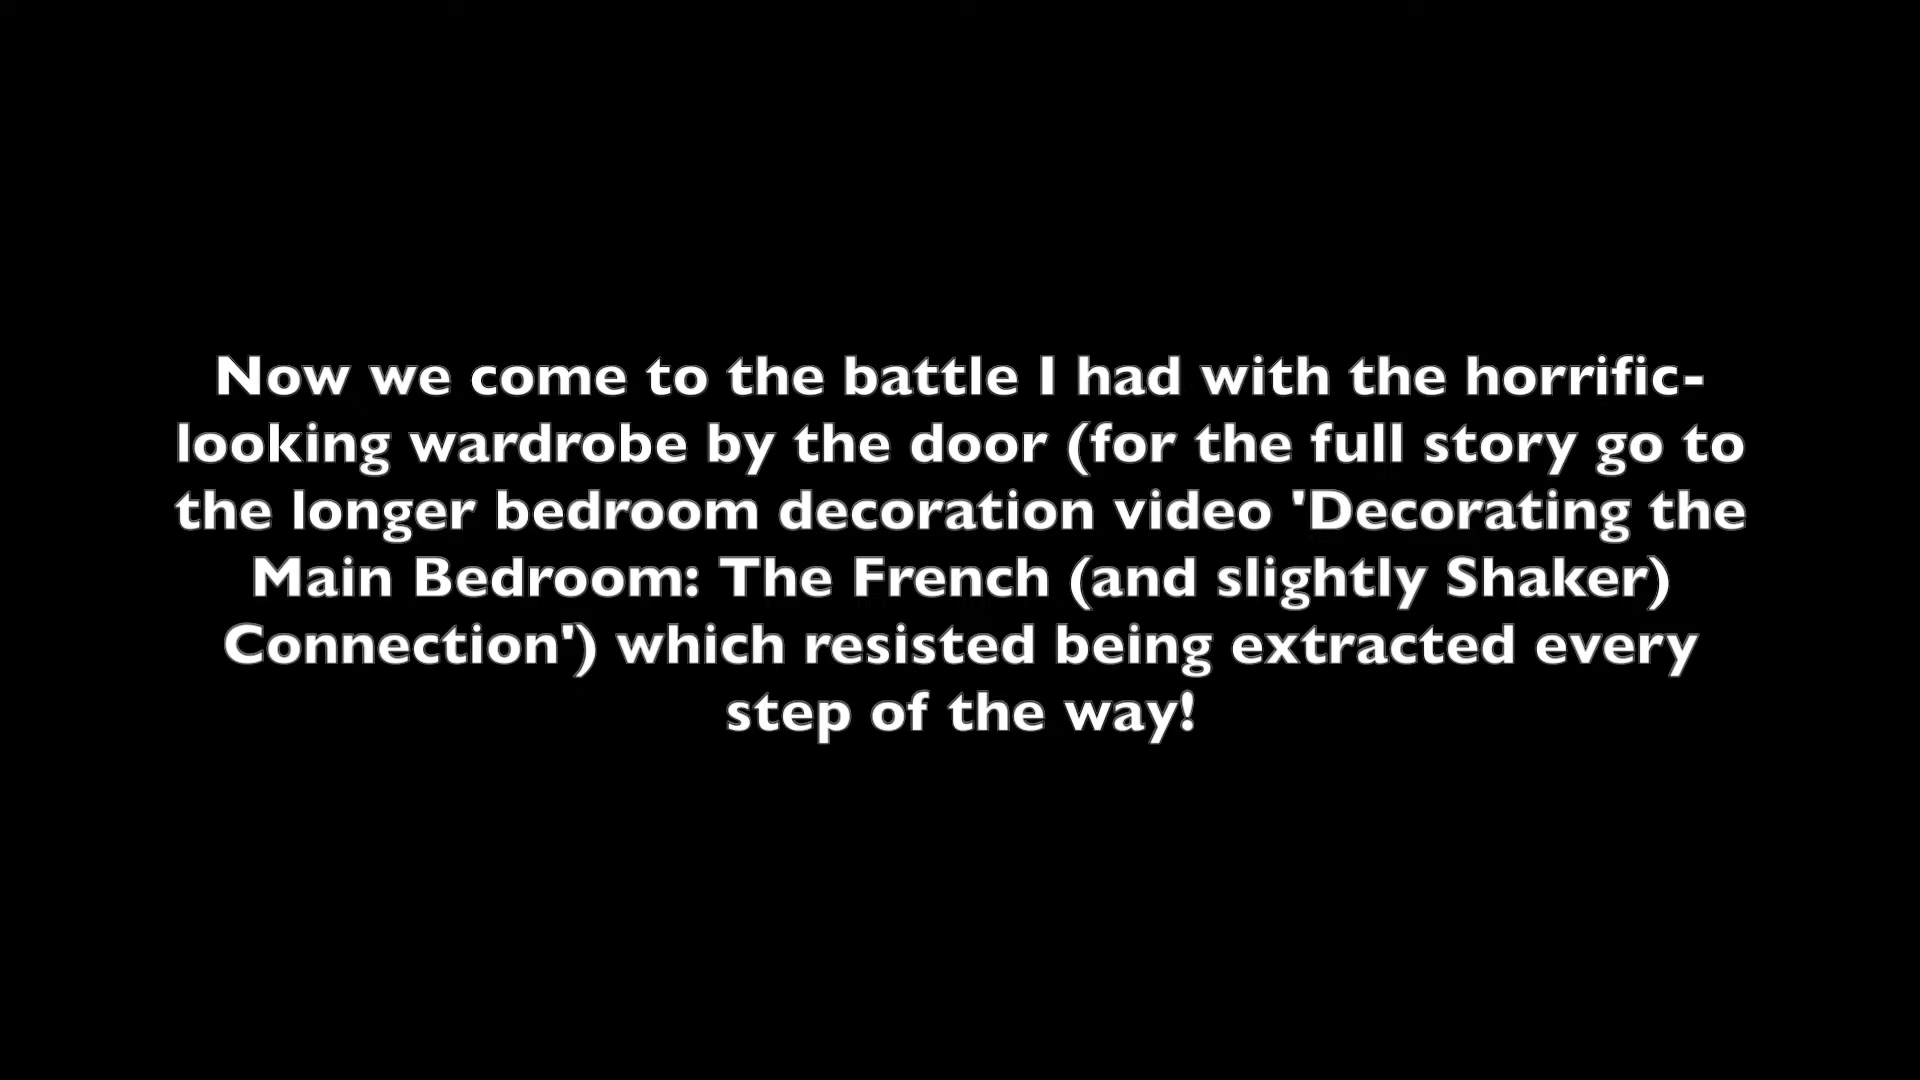 Now we come to the battle I had with the horrific-
looking wardrobe by the door (for the full story go to
the longer bedroom decoration video 'Decorating the
Main Bedroom: The French (and slightly Shaker)
Connection') which resisted being extracted every
step of the way!